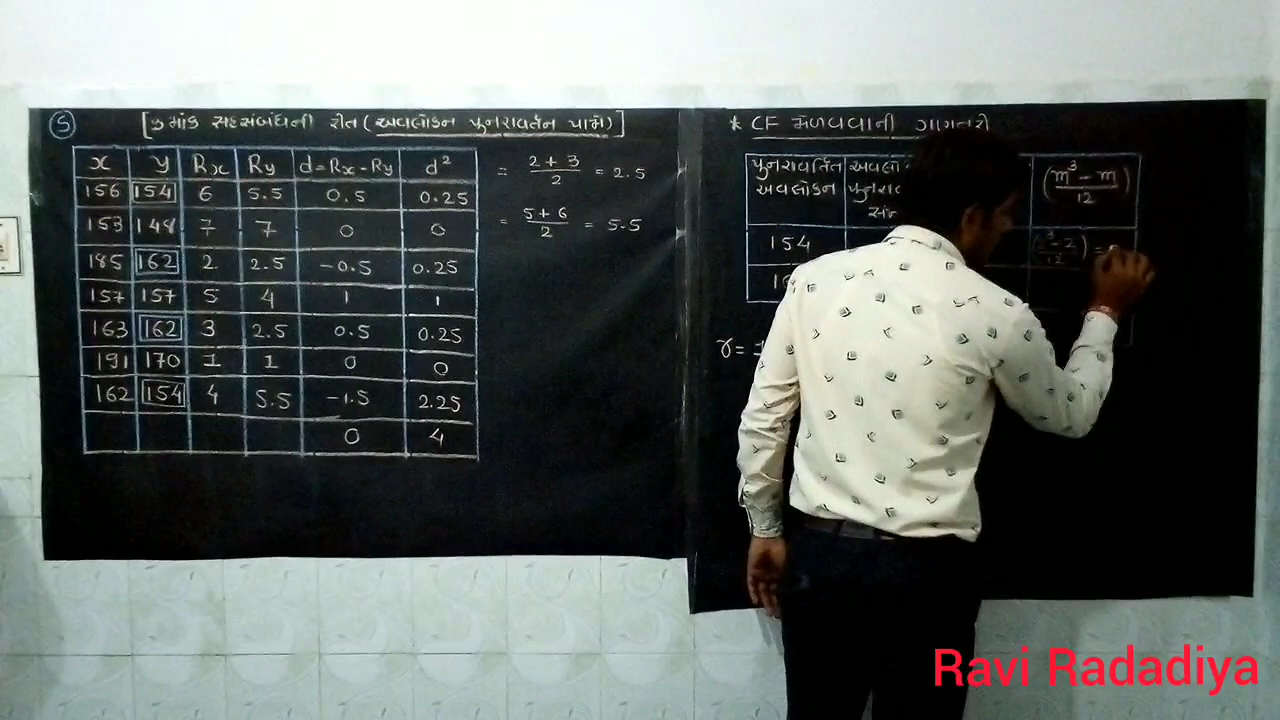 5 [ક્રમાંક સહસંબંધની રીત (અવલોકન પુનરાવર્તન પામે)]
x y Rx Ry d=Rx-Ry d²
156 154 6 5.5 0.5 0.25
153 148 7 7 0 0
185 162 2 2.5 -0.5 0.25
157 157 5 4 1 1
163 162 3 2.5 0.5 0.25
191 170 1 1 0 0
162 154 4 5.5 -1.5 2.25
0 4
= (2+3)/2 = 2.5
= (5+6)/2 = 5.5
* CF મેળવવાની ગણતરી
પુનરાવર્તિત
અવલોકન
(m³ - m)/12
154
Ravi Radadiya